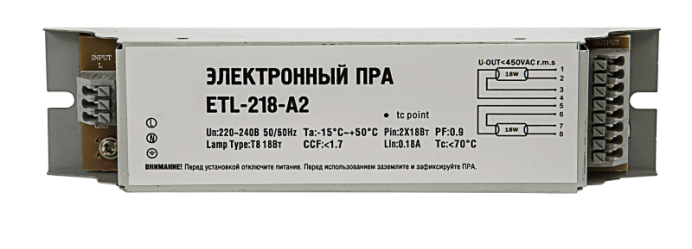 INPUT
L
N
GND
ЭЛЕКТРОННЫЙ ПРА
ETL-218-A2
• tc point
Un:220~240В 50/60Hz Ta:-15°C~+50°C Pin:2X18Вт PF:0.9
Lamp Type:T8 18Вт CCF:<1.7 Lin:0.18A Tc:<70°C
ВНИМАНИЕ! Перед установкой отключите питание. Перед использованием заземлите и зафиксируйте ПРА.
U-OUT<450VAC r.m.s
18W
1
2
3
4
5
6
18W
7
8